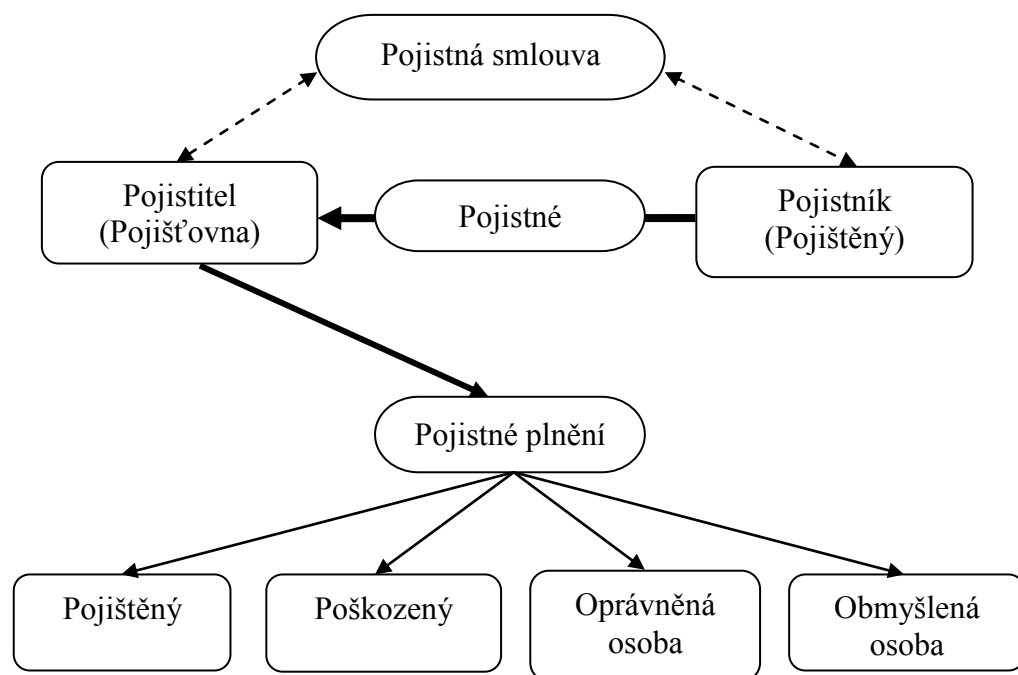 Pojistná smlouva
Pojistitel
(Pojišťovna)
Pojistné
Pojistník
(Pojištěný)
Pojistné plnění
Pojištěný
Poškozený
Oprávněná
osoba
Obmyšlená
osoba